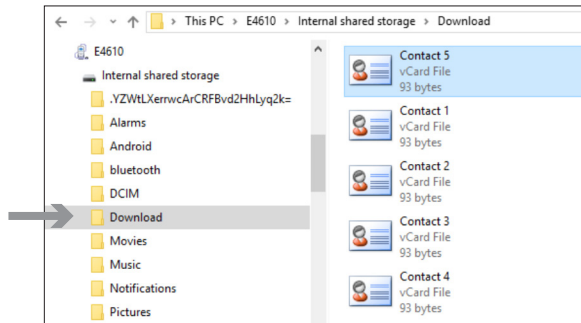 This PC > E4610 > Internal shared storage > Download
E4610
Internal shared storage
.YZWtLXerrwcArCRFBvd2HhLyq2k=
Alarms
Android
bluetooth
DCIM
Download
Movies
Music
Notifications
Pictures
Contact 5
vCard File
93 bytes
Contact 1
vCard File
93 bytes
Contact 2
vCard File
93 bytes
Contact 3
vCard File
93 bytes
Contact 4
vCard File
93 bytes